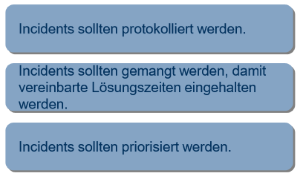 Incidents sollten protokolliert werden.
Incidents sollten gemangt werden, damit
vereinbarte Lösungszeiten eingehalten
werden.
Incidents sollten priorisiert werden.